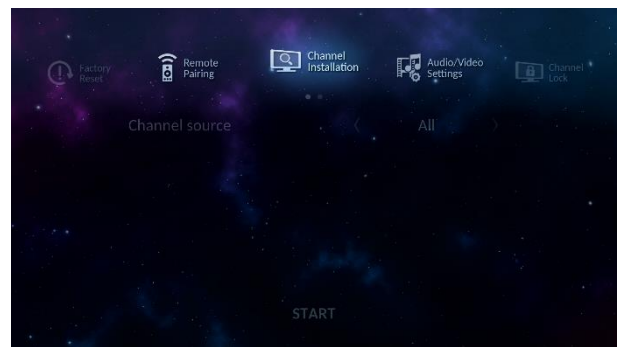 Factory
Reset
Remote
Pairing
Channel
Installation
Audio/Video
Settings
Channel
Lock
Channel source
All
START